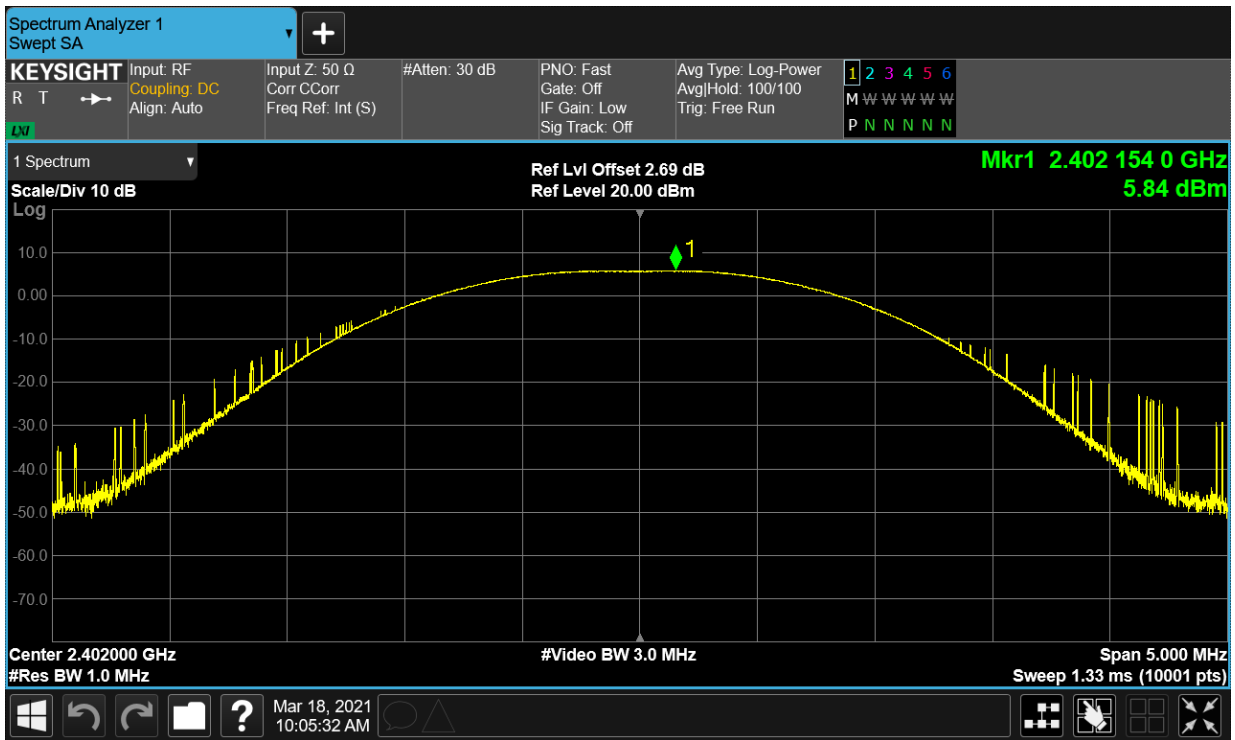 Spectrum Analyzer 1
Swept SA
+
KEYSIGHT
R T
LXI
Input: RF
Coupling: DC
Align: Auto
Input Z: 50 Ω
Corr CCorr
Freq Ref: Int (S)
#Atten: 30 dB
PNO: Fast
Gate: Off
IF Gain: Low
Sig Track: Off
Avg Type: Log-Power
Avg|Hold: 100/100
Trig: Free Run
1 2 3 4 5 6
M W W W W W
P N N N N N
1 Spectrum
Scale/Div 10 dB
Log
Ref Lvl Offset 2.69 dB
Ref Level 20.00 dBm
Mkr1 2.402 154 0 GHz
5.84 dBm
1
10.0
0.00
-10.0
-20.0
-30.0
-40.0
-50.0
-60.0
-70.0
Center 2.402000 GHz
#Video BW 3.0 MHz
Span 5.000 MHz
#Res BW 1.0 MHz
Sweep 1.33 ms (10001 pts)
?
Mar 18, 2021
10:05:32 AM